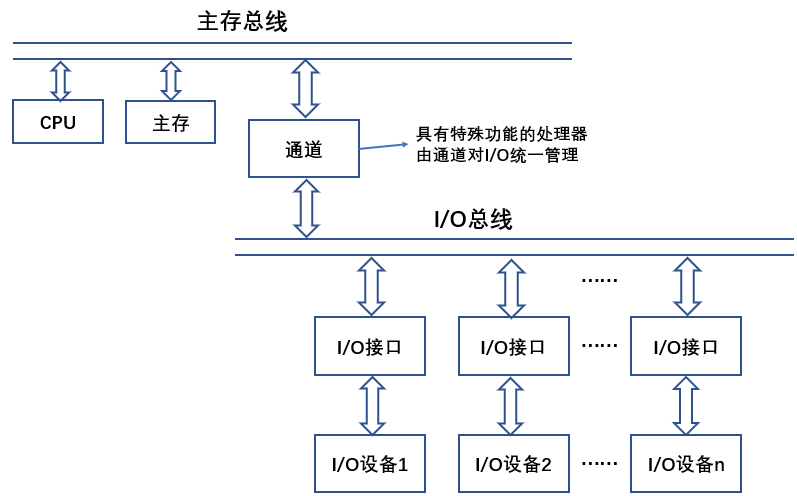 主存总线
CPU
主存
通道
具有特殊功能的处理器
由通道对I/O统一管理
I/O总线
……
I/O接口
I/O接口
……
I/O接口
I/O设备1
I/O设备2
……
I/O设备n